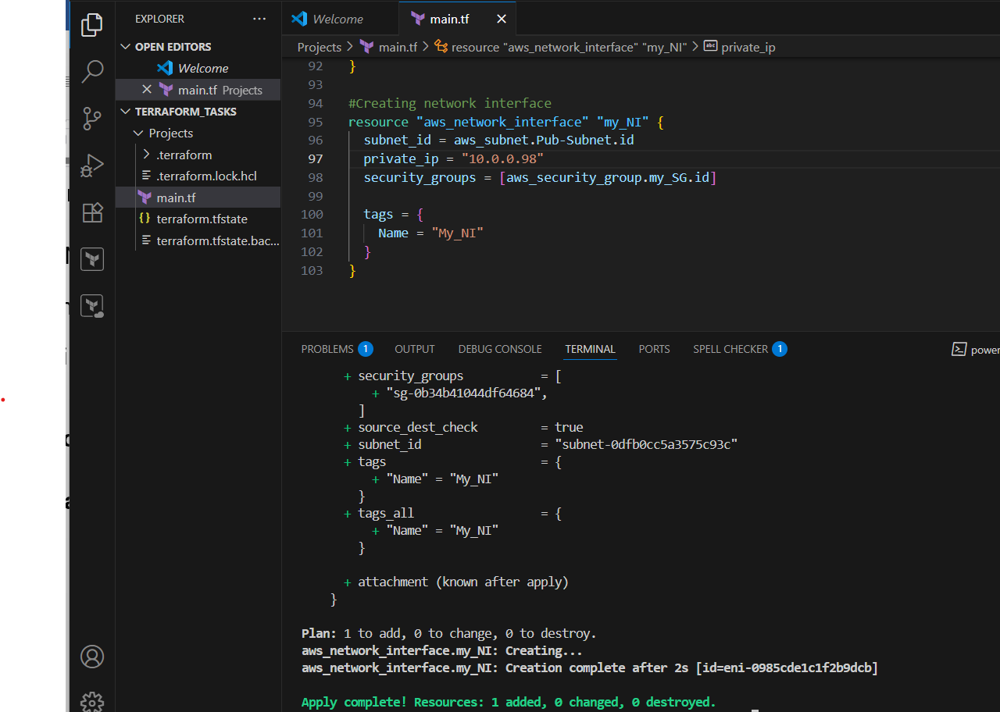 EXPLORER ···
OPEN EDITORS
Welcome
main.tf Projects
TERRAFORM_TASKS
Projects
.terraform
.terraform.lock.hcl
main.tf
{} terraform.tfstate
terraform.tfstate.bac...
Welcome
main.tf
Projects > main.tf > resource "aws_network_interface" "my_NI" > abc private_ip
92 }
93
94 #Creating network interface
95 resource "aws_network_interface" "my_NI" {
96 subnet_id = aws_subnet.Pub-Subnet.id
97 private_ip = "10.0.0.98"
98 security_groups = [aws_security_group.my_SG.id]
99
100 tags = {
101 Name = "My_NI"
102 }
103 }
PROBLEMS 1 OUTPUT DEBUG CONSOLE TERMINAL PORTS SPELL CHECKER 1 power
+ security_groups = [
+ "sg-0b34b41044df64684",
]
+ source_dest_check = true
+ subnet_id = "subnet-0dfb0cc5a3575c93c"
+ tags = {
+ "Name" = "My_NI"
}
+ tags_all = {
+ "Name" = "My_NI"
}
+ attachment (known after apply)
}
Plan: 1 to add, 0 to change, 0 to destroy.
aws_network_interface.my_NI: Creating...
aws_network_interface.my_NI: Creation complete after 2s [id=eni-0985cde1c1f2b9dcb]
Apply complete! Resources: 1 added, 0 changed, 0 destroyed.